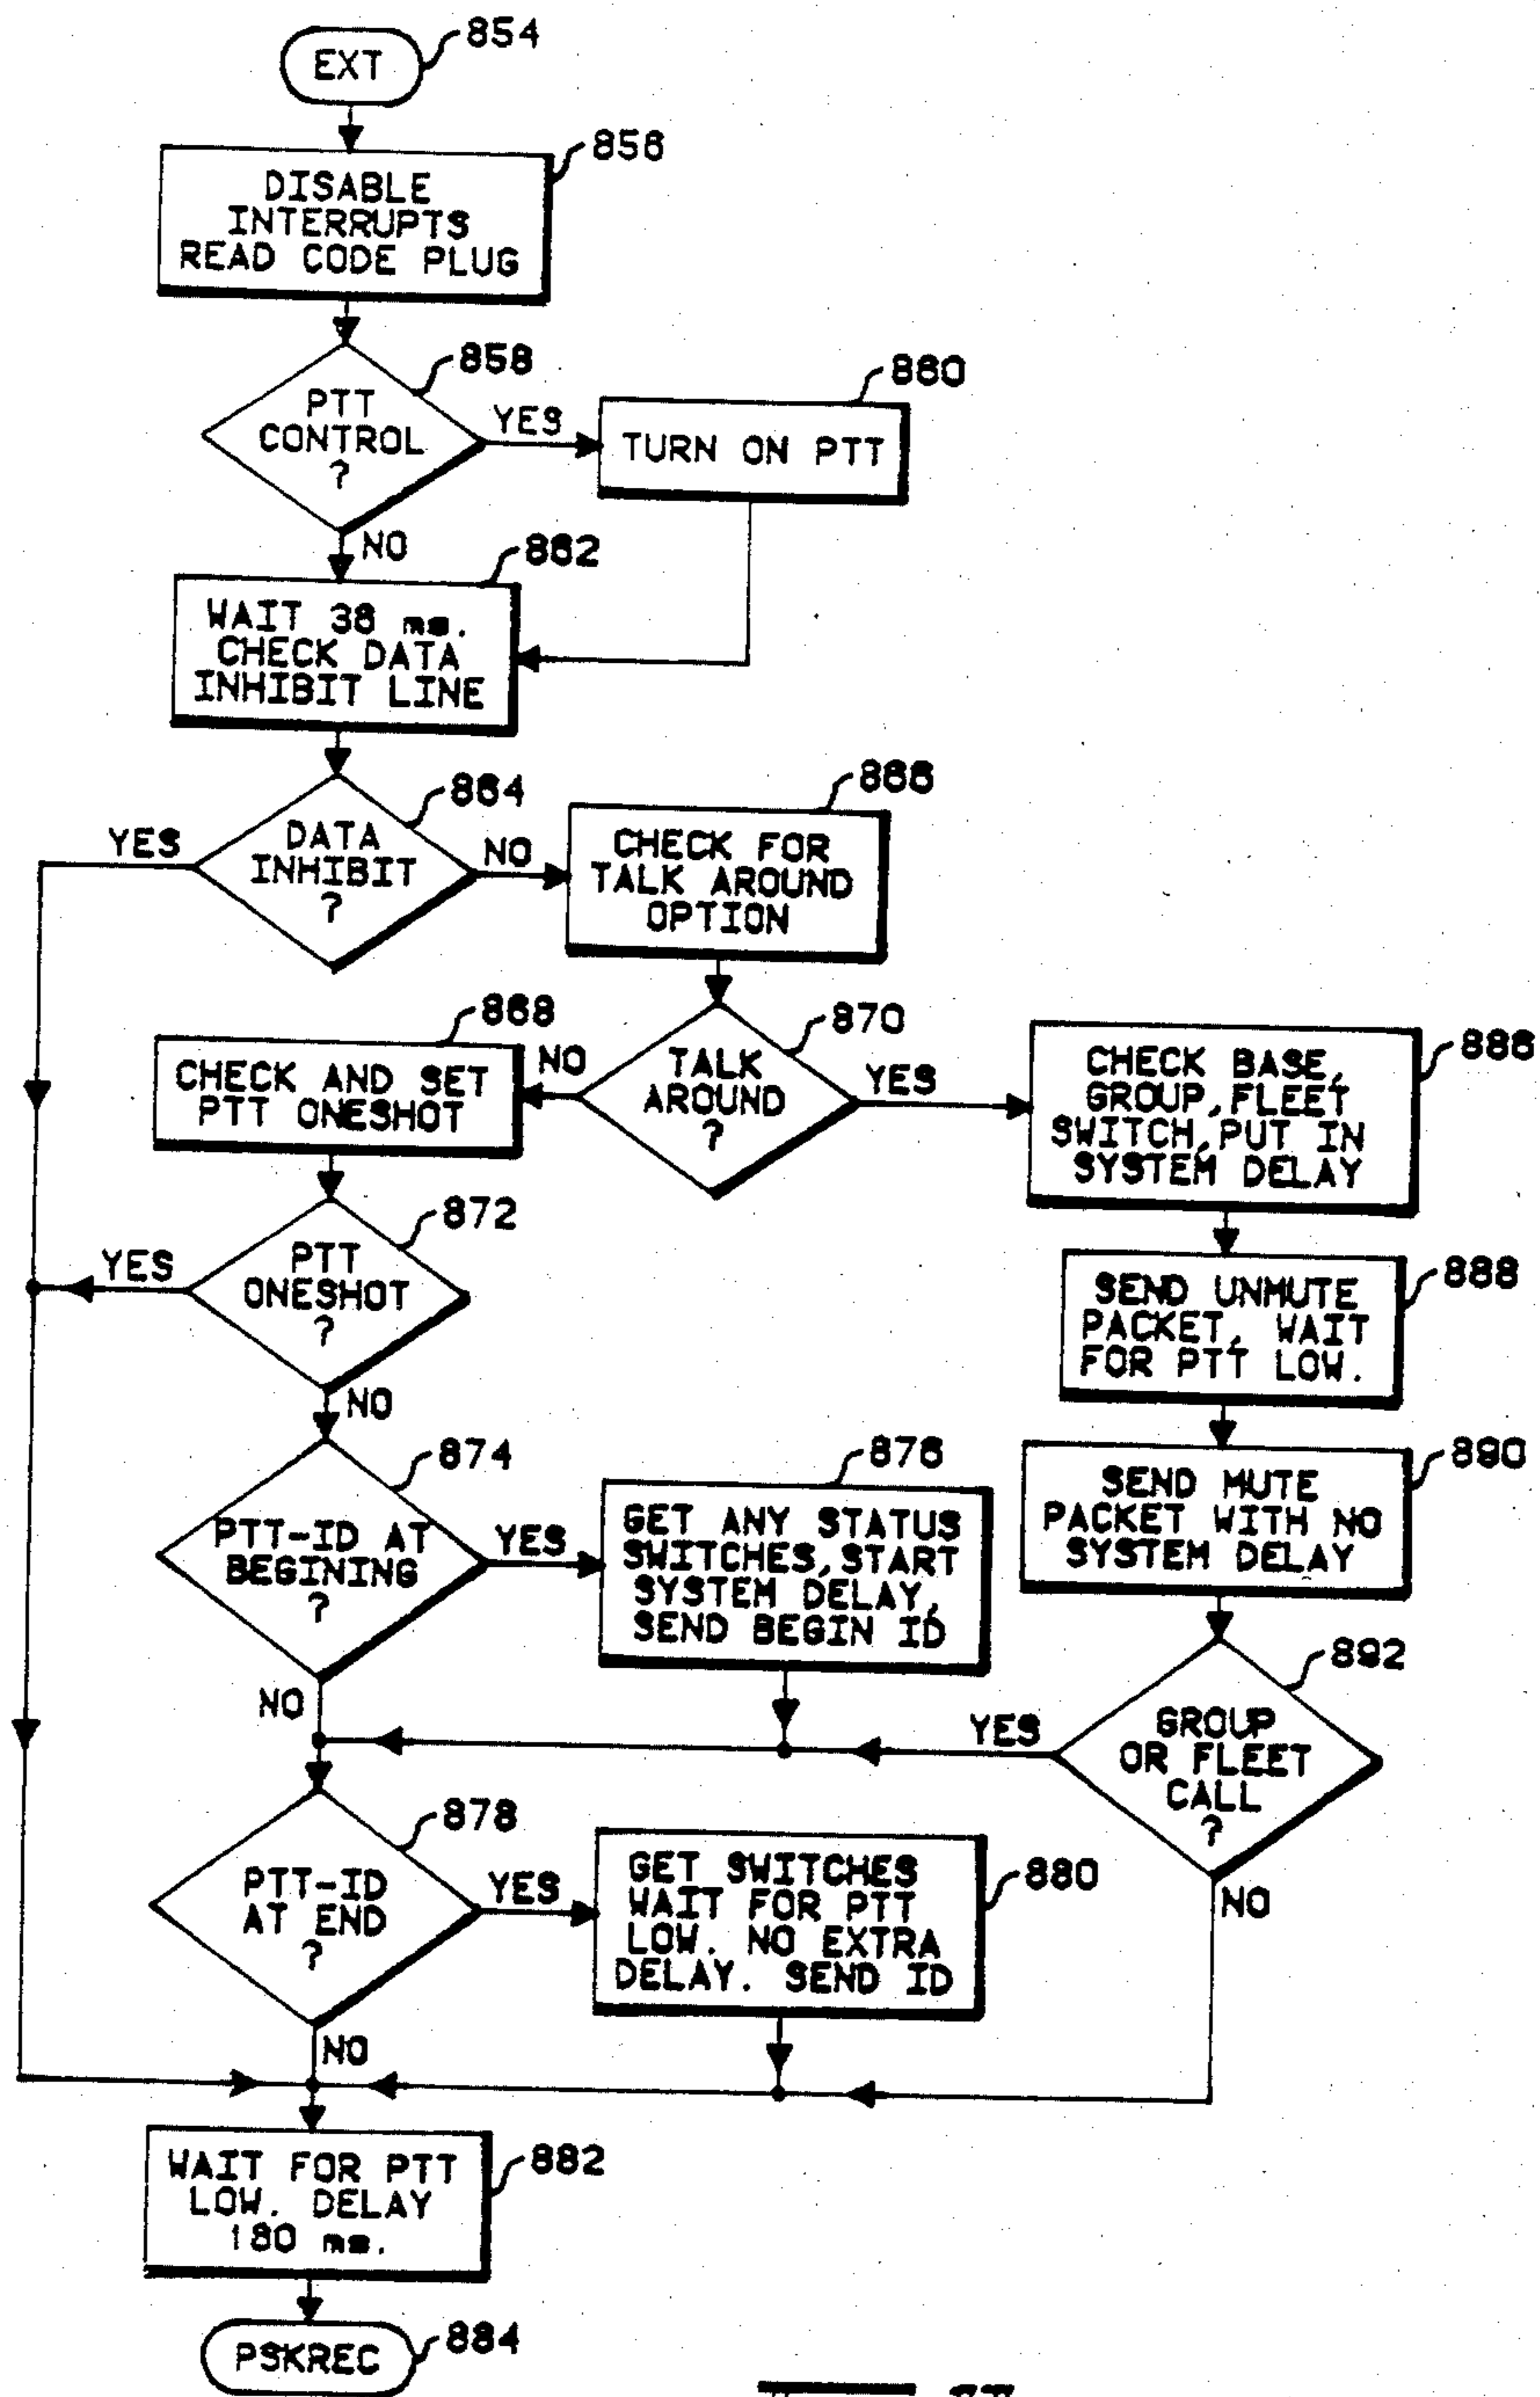 EXT
854
DISABLE
INTERRUPTS
READ CODE PLUG
856
PTT
CONTROL
?
858
YES
TURN ON PTT
860
NO
WAIT 38 ms.
CHECK DATA
INHIBIT LINE
862
DATA
INHIBIT
?
864
YES
NO
CHECK FOR
TALK AROUND
OPTION
866
TALK
AROUND
?
870
NO
YES
CHECK AND SET
PTT ONESHOT
868
CHECK BASE,
GROUP, FLEET
SWITCH, PUT IN
SYSTEM DELAY
886
PTT
ONESHOT
?
872
YES
NO
SEND UNMUTE
PACKET, WAIT
FOR PTT LOW.
888
PTT-ID AT
BEGINING
?
874
YES
NO
GET ANY STATUS
SWITCHES, START
SYSTEM DELAY,
SEND BEGIN ID
876
SEND MUTE
PACKET WITH NO
SYSTEM DELAY
890
GROUP
OR FLEET
CALL
?
892
YES
NO
PTT-ID
AT END
?
878
YES
NO
GET SWITCHES
WAIT FOR PTT
LOW. NO EXTRA
DELAY. SEND ID
880
WAIT FOR PTT
LOW. DELAY
180 ms.
882
PSKREC
884